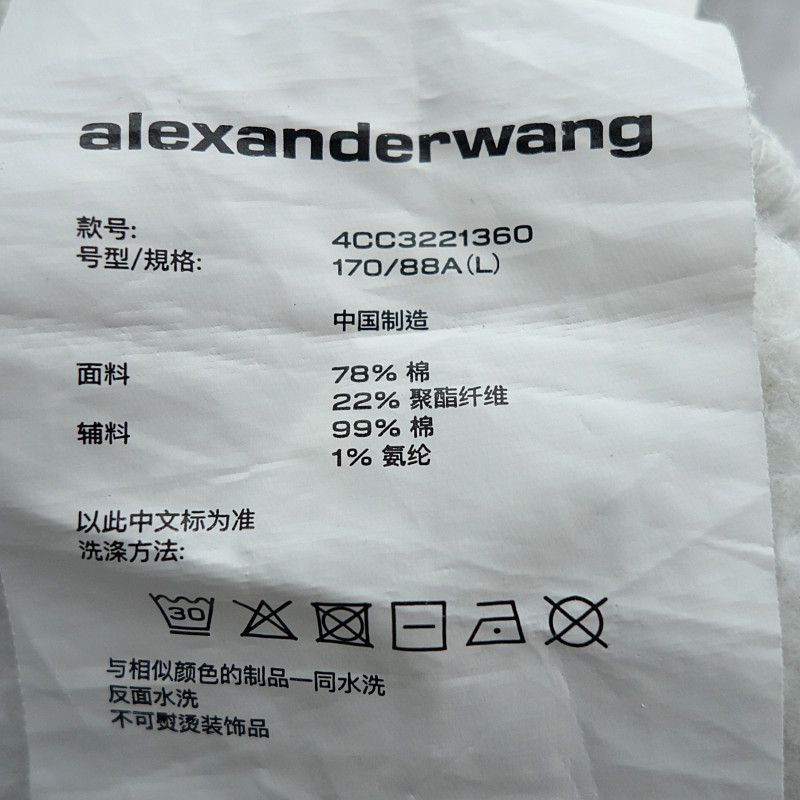 alexanderwang
款号: 4CC3221360
号型/規格: 170/88A(L)
中国制造
面料 78% 棉
22% 聚酯纤维
辅料 99% 棉
1% 氨纶
以此中文标为准
洗涤方法:
30
与相似颜色的制品一同水洗
反面水洗
不可熨烫装饰品